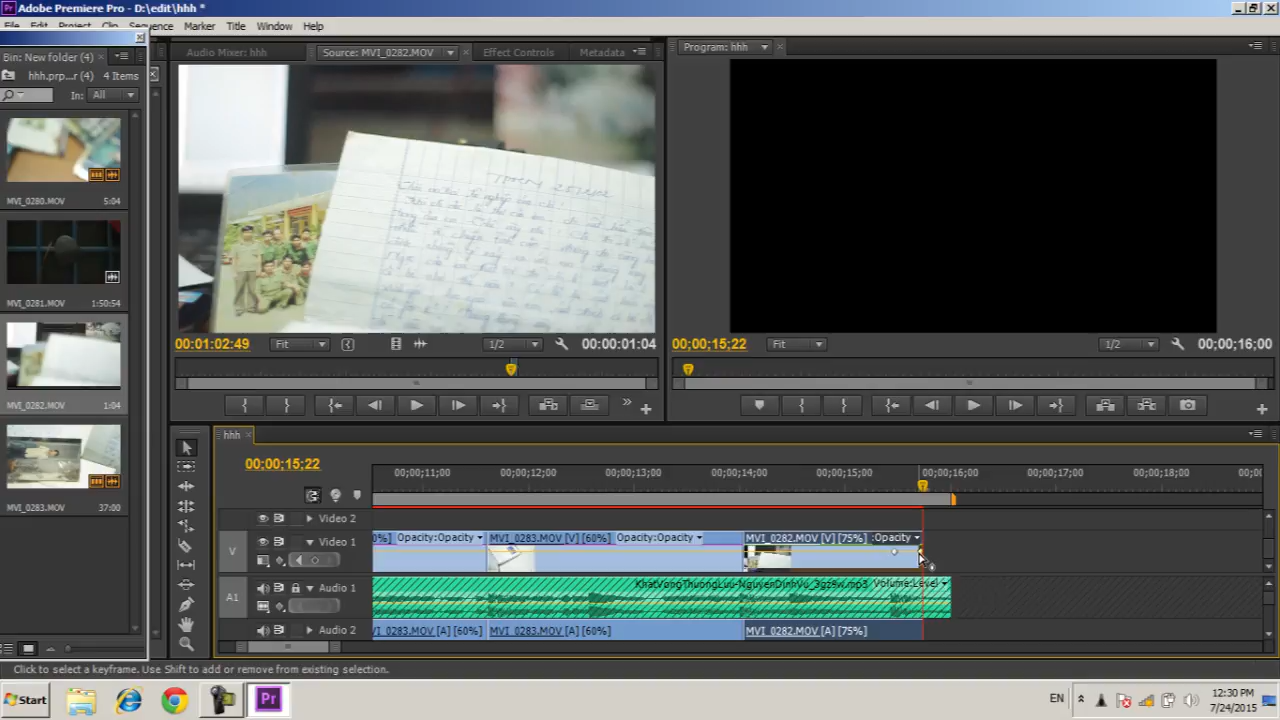 Adobe Premiere Pro - D:\edit\hhh *
File Edit Project Clip Sequence Marker Title Window Help
Bin: New folder (4)
hhh.prp...r (4) 4 Items
In: All
MVI_0280.MOV 5:04
MVI_0281.MOV 1:50:54
MVI_0282.MOV 1:04
MVI_0283.MOV 37:00
Audio Mixer: hhh Source: MVI_0282.MOV Effect Controls Metadata
00:01:02:49 Fit 1/2 00:00:01:04
Program: hhh
00;00;15;22 Fit 1/2 00;00;16;00
hhh
00;00;15;22
00;00;11;00 00;00;12;00 00;00;13;00 00;00;14;00 00;00;15;00 00;00;16;00 00;00;17;00 00;00;18;00 00;00
Video 2
V Video 1
0%] Opacity:Opacity MVI_0283.MOV [V] [60%] Opacity:Opacity MVI_0282.MOV [V] [75%] :Opacity
A1 Audio 1
KhatVongThuongLuu-NguyenDinhVu_3gz9w.mp3 Volume:Level
Audio 2
VI_0283.MOV [A] [60%] MVI_0283.MOV [A] [60%] MVI_0282.MOV [A] [75%]
Click to select a keyframe. Use Shift to add or remove from existing selection.
Start Pr EN 12:30 PM
7/24/2015